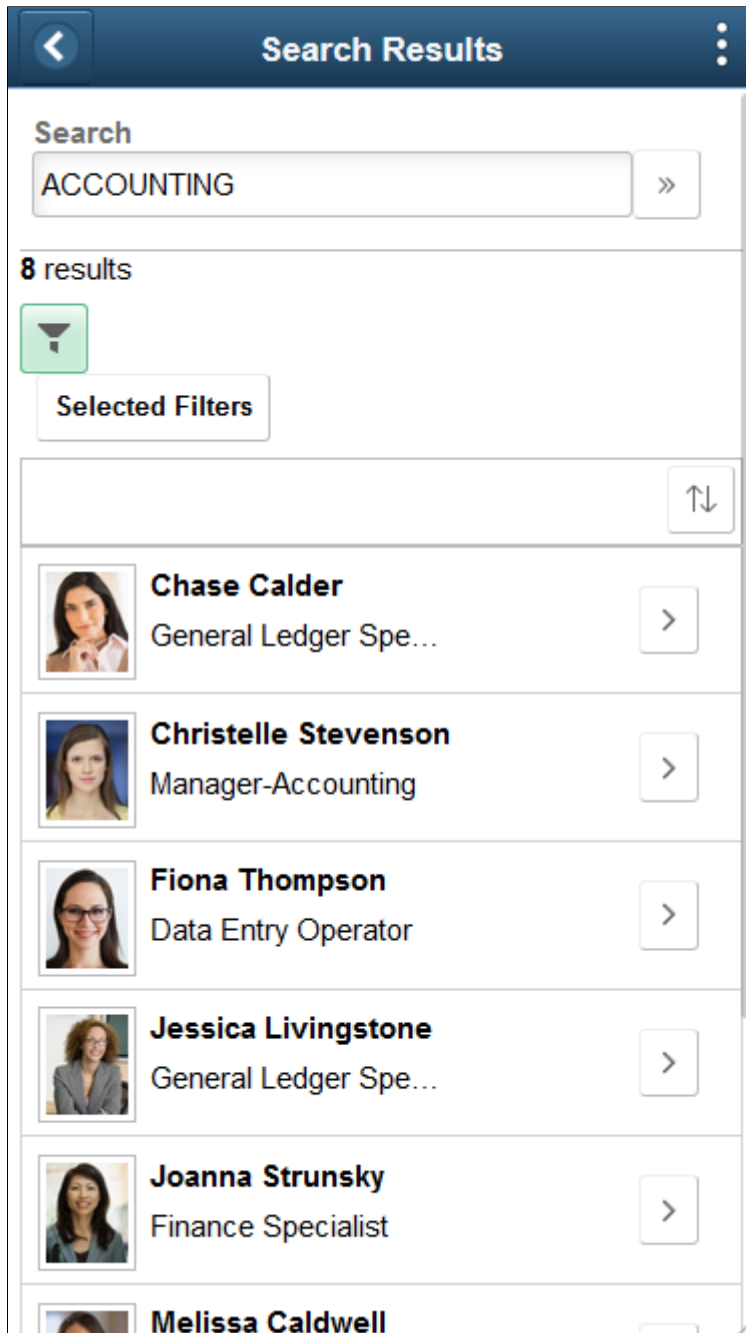 Search Results
Search
ACCOUNTING
8 results
Selected Filters
Chase Calder
General Ledger Spe...
Christelle Stevenson
Manager-Accounting
Fiona Thompson
Data Entry Operator
Jessica Livingstone
General Ledger Spe...
Joanna Strunsky
Finance Specialist
Melissa Caldwell